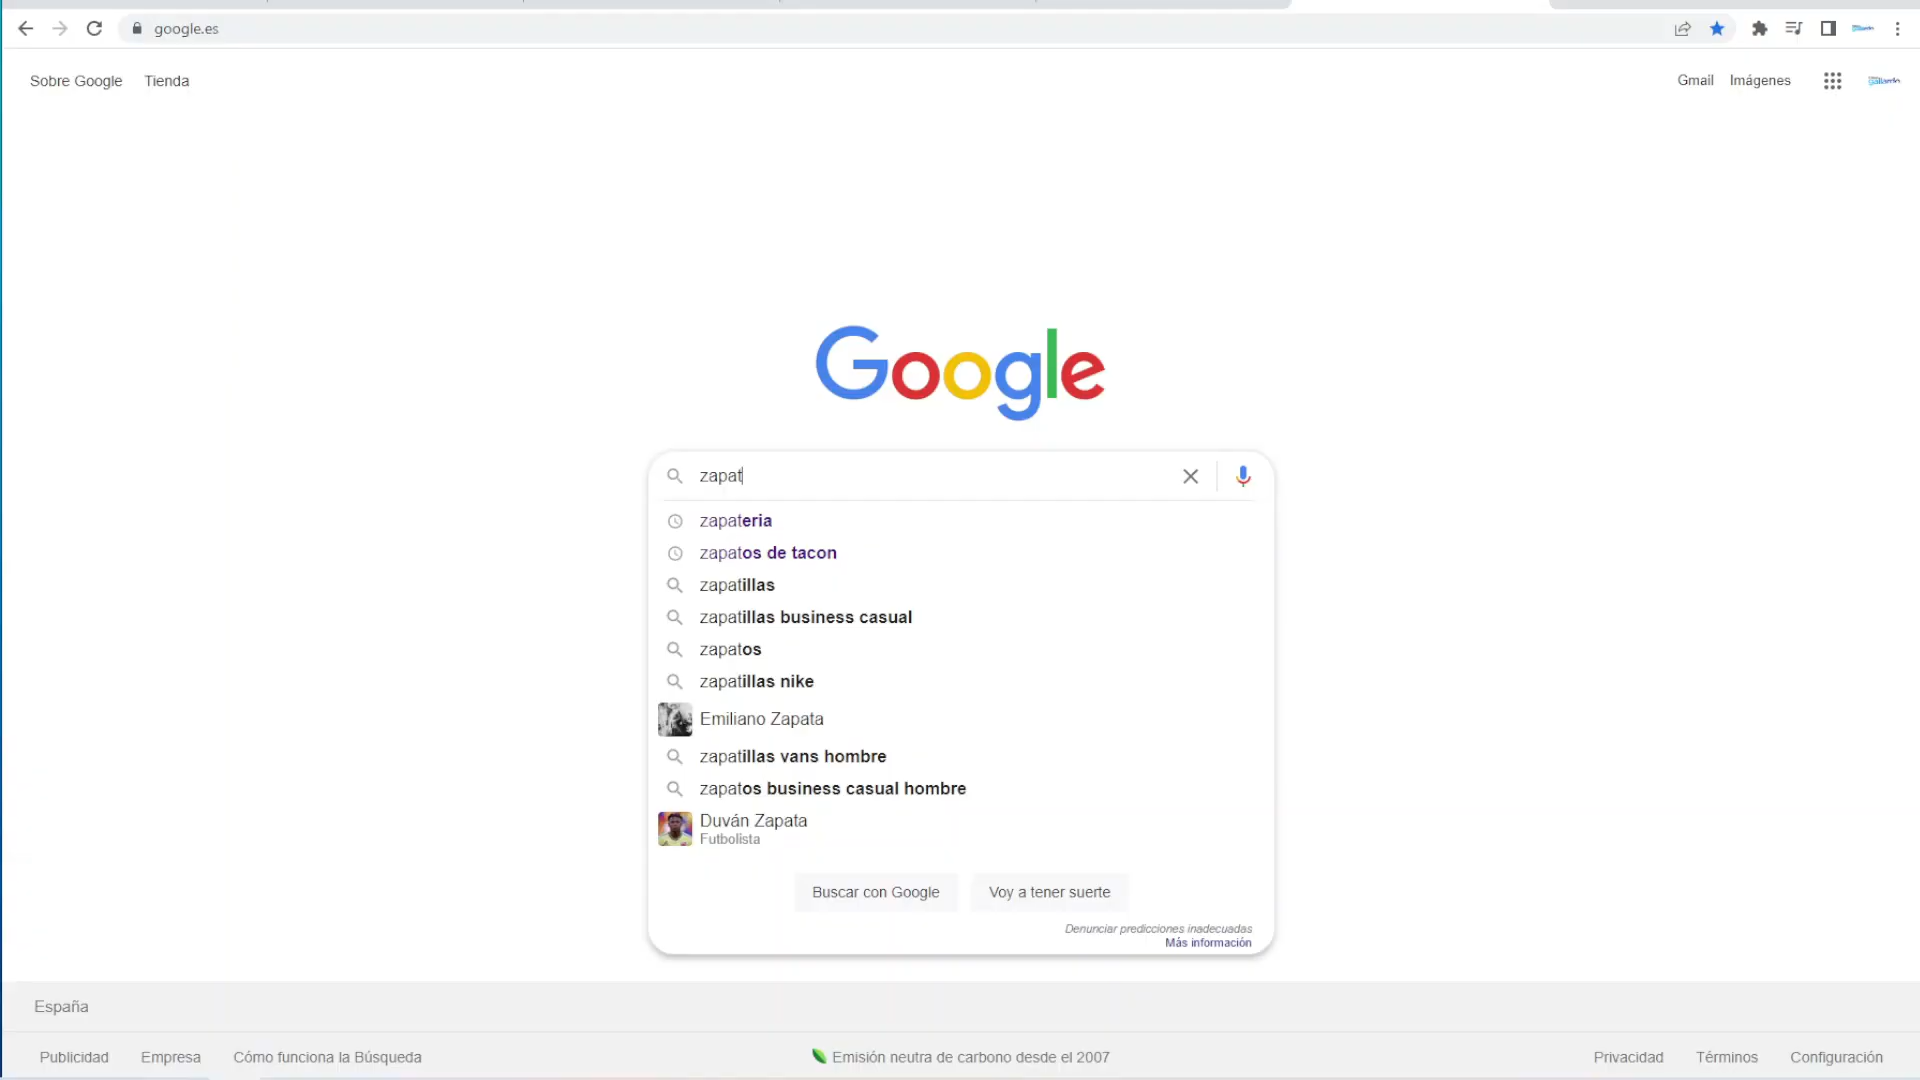 google.es
Sobre Google Tienda
Gmail Imágenes
Gallardo
Google
zapat
zapateria
zapatos de tacon
zapatillas
zapatillas business casual
zapatos
zapatillas nike
Emiliano Zapata
zapatillas vans hombre
zapatos business casual hombre
Duván Zapata
Futbolista
Buscar con Google Voy a tener suerte
Denunciar predicciones inadecuadas
Más información
España
Publicidad Empresa Cómo funciona la Búsqueda Emisión neutra de carbono desde el 2007 Privacidad Términos Configuración